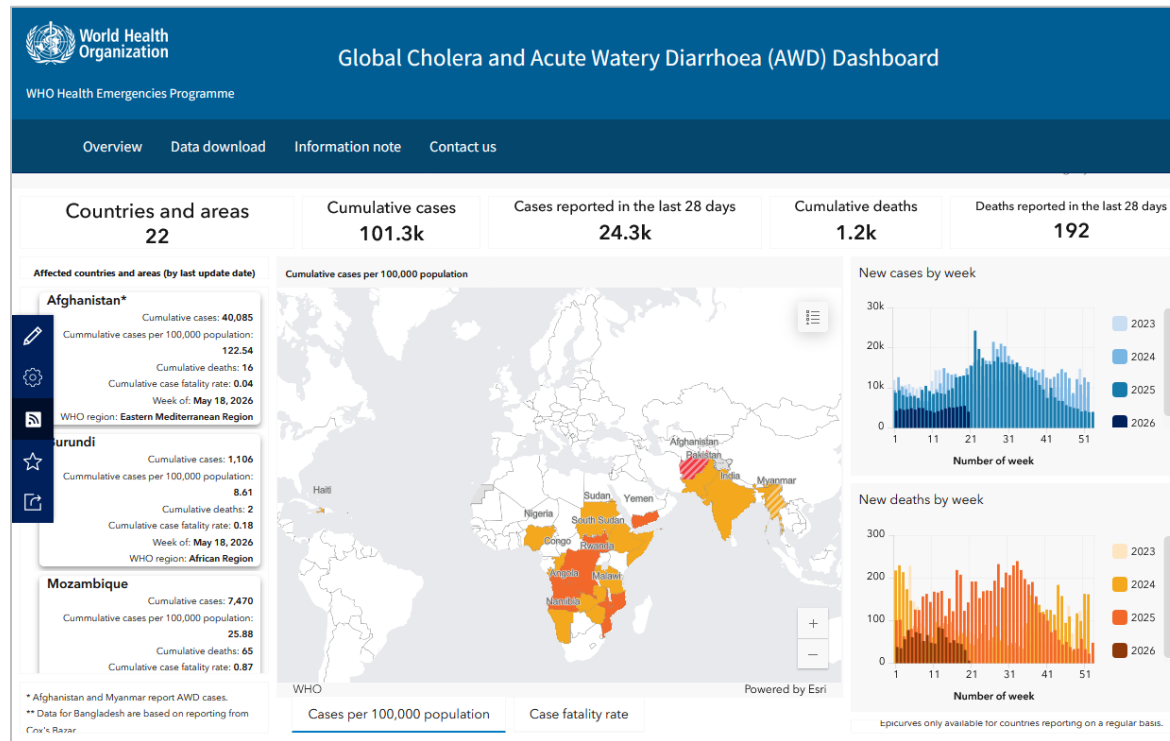 World Health
Organization
Global Cholera and Acute Watery Diarrhoea (AWD) Dashboard
WHO Health Emergencies Programme
Overview
Data download
Information note
Contact us
Countries and areas
22
Cumulative cases
101.3k
Cases reported in the last 28 days
24.3k
Cumulative deaths
1.2k
Deaths reported in the last 28 days
192
Affected countries and areas (by last update date)
Afghanistan*
Cumulative cases: 40,085
Cummulative cases per 100,000 population:
122.54
Cumulative deaths: 16
Cumulative case fatality rate: 0.04
Week of: May 18, 2026
WHO region: Eastern Mediterranean Region
urundi
Cumulative cases: 1,106
Cummulative cases per 100,000 population:
8.61
Cumulative deaths: 2
Cumulative case fatality rate: 0.18
Week of: May 18, 2026
WHO region: African Region
Mozambique
Cumulative cases: 7,470
Cummulative cases per 100,000 population:
25.88
Cumulative deaths: 65
Cumulative case fatality rate: 0.87
* Afghanistan and Myanmar report AWD cases.
** Data for Bangladesh are based on reporting from
Cox's Bazar
Cumulative cases per 100,000 population
Afghanistan
Pakistan
India
Myanmar
Haiti
Sudan
Yemen
Nigeria
South Sudan
Congo
Rwanda
Angola
Malawi
Namibia
+
−
WHO
Powered by Esri
Cases per 100,000 population
Case fatality rate
New cases by week
30k
20k
10k
0
1
11
21
31
41
51
Number of week
2023
2024
2025
2026
New deaths by week
300
200
100
0
1
11
21
31
41
51
Number of week
2023
2024
2025
2026
Epicurves only available for countries reporting on a regular basis.